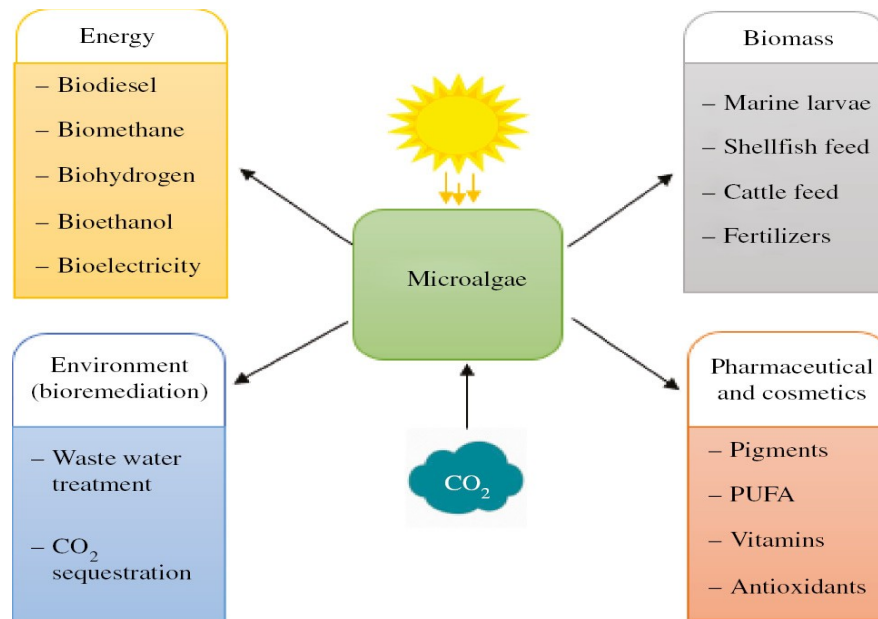 Energy
– Biodiesel
– Biomethane
– Biohydrogen
– Bioethanol
– Bioelectricity
Biomass
– Marine larvae
– Shellfish feed
– Cattle feed
– Fertilizers
Microalgae
CO₂
Environment
(bioremediation)
– Waste water
treatment
– CO₂
sequestration
Pharmaceutical
and cosmetics
– Pigments
– PUFA
– Vitamins
– Antioxidants